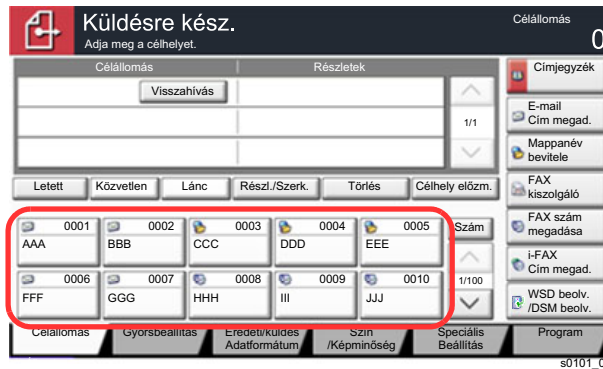 Küldésre kész.
Adja meg a célhelyet.
Célállomás
0
Célállomás Részletek
Visszahívás
1/1
Címjegyzék
E-mail
Cím megad.
Mappanév
bevitele
FAX
kiszolgáló
FAX szám
megadása
i-FAX
Cím megad.
WSD beolv.
/DSM beolv.
Letett Közvetlen Lánc Részl./Szerk. Törlés Célhely előzm.
0001 0002 0003 0004 0005 Szám
AAA BBB CCC DDD EEE
0006 0007 0008 0009 0010 1/100
FFF GGG HHH III JJJ
Célállomás Gyorsbeállítás Eredeti/küldés
Adatformátum Szín
/Képminőség Speciális
Beállítás Program
s0101_0